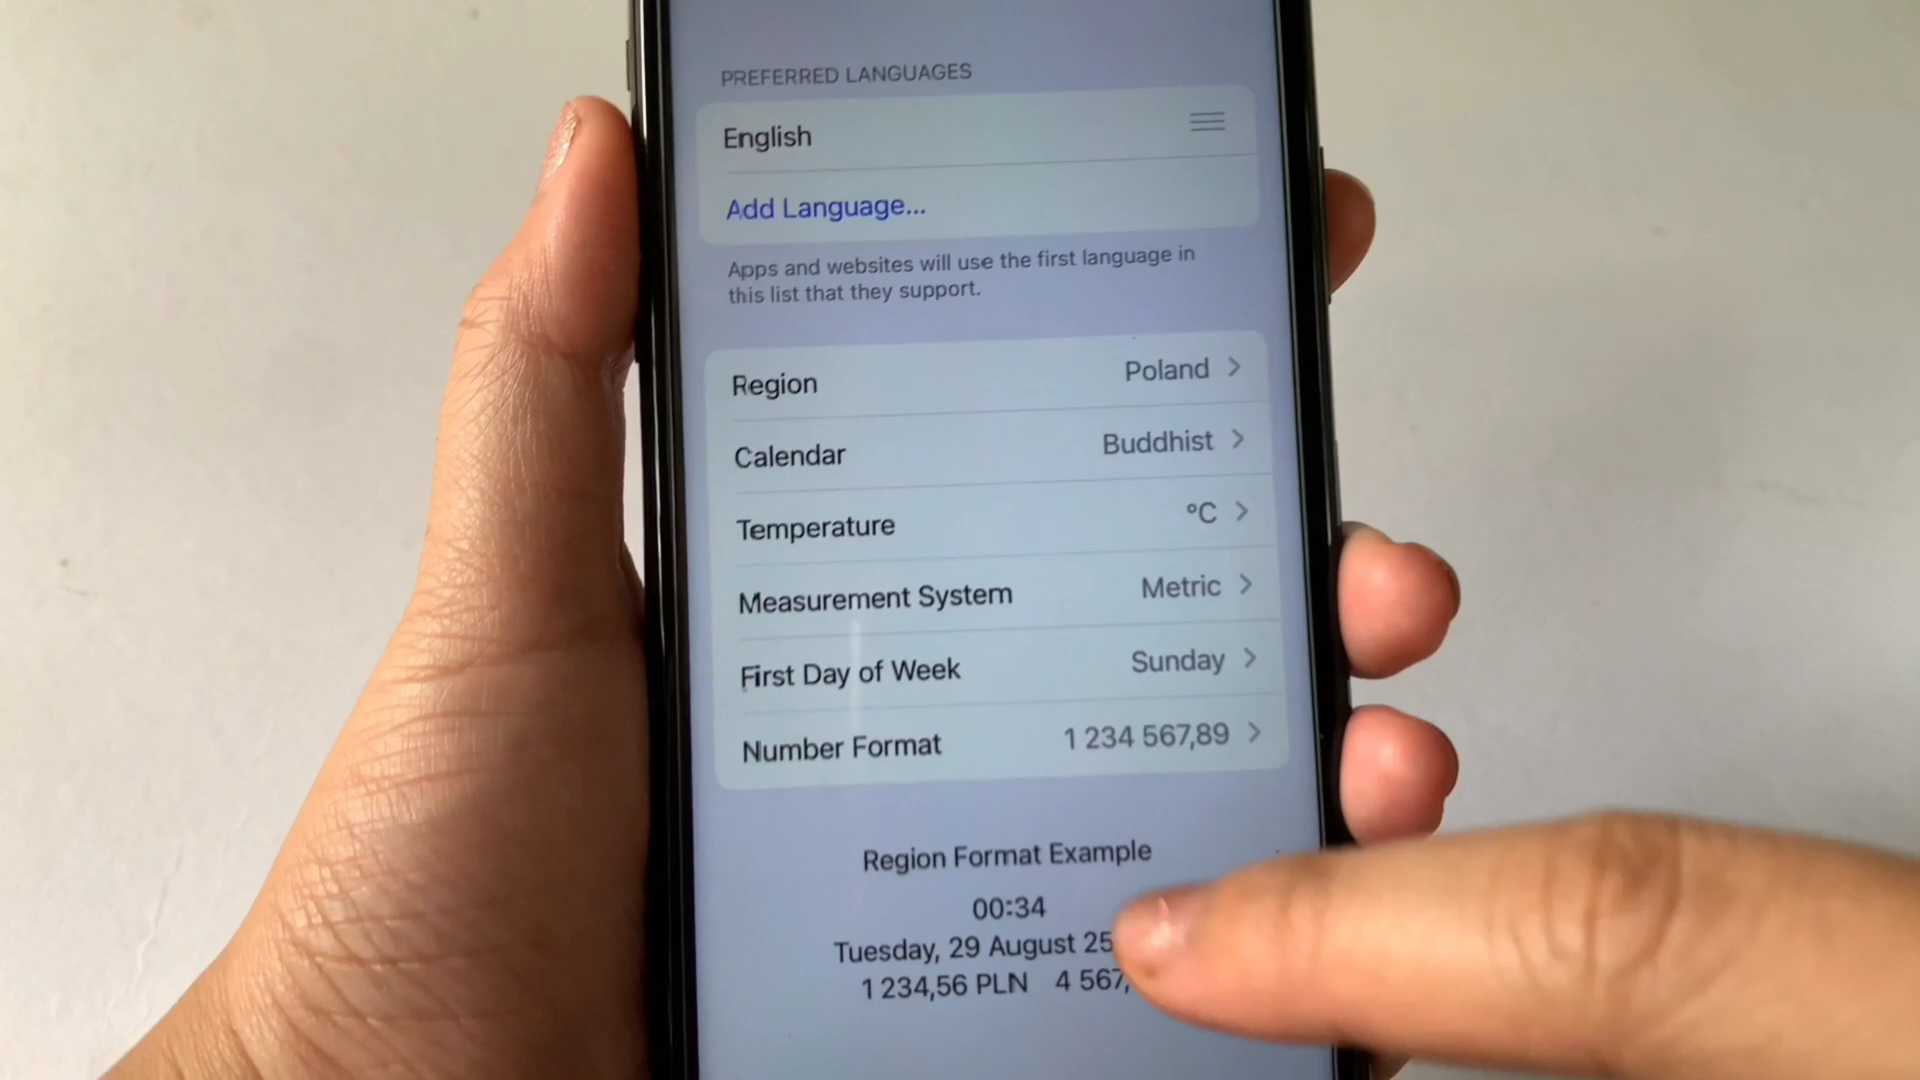 PREFERRED LANGUAGES
English
Add Language...
Apps and websites will use the first language in
this list that they support.
Region Poland
Calendar Buddhist
Temperature °C
Measurement System Metric
First Day of Week Sunday
Number Format 1 234 567,89
Region Format Example
00:34
Tuesday, 29 August 25
1 234,56 PLN 4 567,